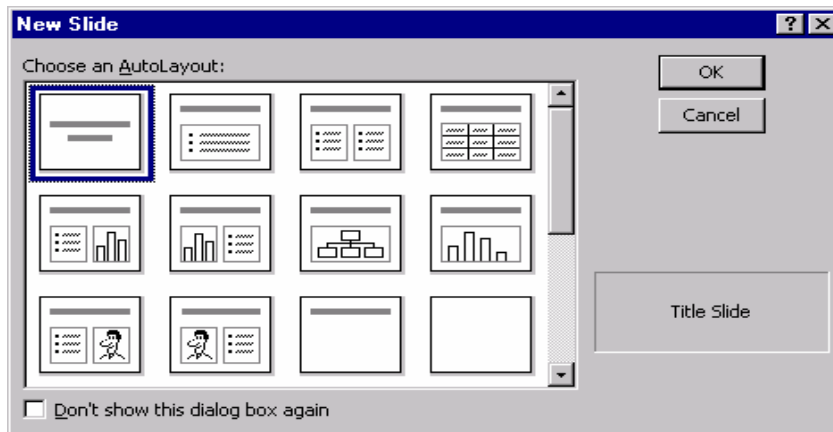 New Slide
Choose an AutoLayout:
OK
Cancel
Title Slide
Don't show this dialog box again